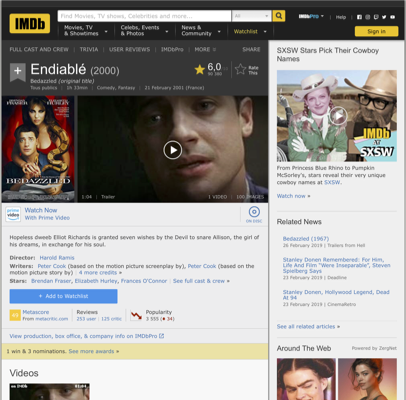 IMDb
Find Movies, TV shows, Celebrities and more...
All
IMDbPro
Help
Movies, TV
& Showtimes
Celebs, Events
& Photos
News &
Community
Watchlist
Sign in
FULL CAST AND CREW | TRIVIA | USER REVIEWS | IMDbPro | MORE
SHARE
Endiablé (2000)
Bedazzled (original title)
Tous publics | 1h 33min | Comedy, Fantasy | 21 February 2001 (France)
6,0
Rate
This
BRENDAN FRASER
BEDAZZLED
1:04 | Trailer
1 VIDEO | 100 IMAGES
prime
video
Watch Now
With Prime Video
ON DISC
Hopeless dweeb Elliot Richards is granted seven wishes by the Devil to snare Allison, the girl of
his dreams, in exchange for his soul.
Director: Harold Ramis
Writers: Peter Cook (based on the motion picture screenplay by), Peter Cook (based on the
motion picture story by) | 4 more credits »
Stars: Brendan Fraser, Elizabeth Hurley, Frances O'Connor | See full cast & crew »
+ Add to Watchlist
Metascore
From metacritic.com
Reviews
253 user | 125 critic
Popularity
3 555 ( 34)
View production, box office, & company info on IMDbPro
1 win & 3 nominations. See more awards »
Videos
SXSW Stars Pick Their Cowboy
Names
IMDb
AT
SXSW
From Princess Blue Rhino to Pumpkin
McSorley's, stars reveal their very
unique cowboy names at SXSW.
Watch now »
Related News
Bedazzled (1967)
26 February 2019 | Trailers from Hell
Stanley Donen Remembered: For Him,
Life And Film "Were Inseparable", Steven
Spielberg Says
23 February 2019 | Deadline
Stanley Donen, Hollywood Legend, Dead
At 94
23 February 2019 | CinemaRetro
See all related articles »
Around The Web
Powered by ZergNet